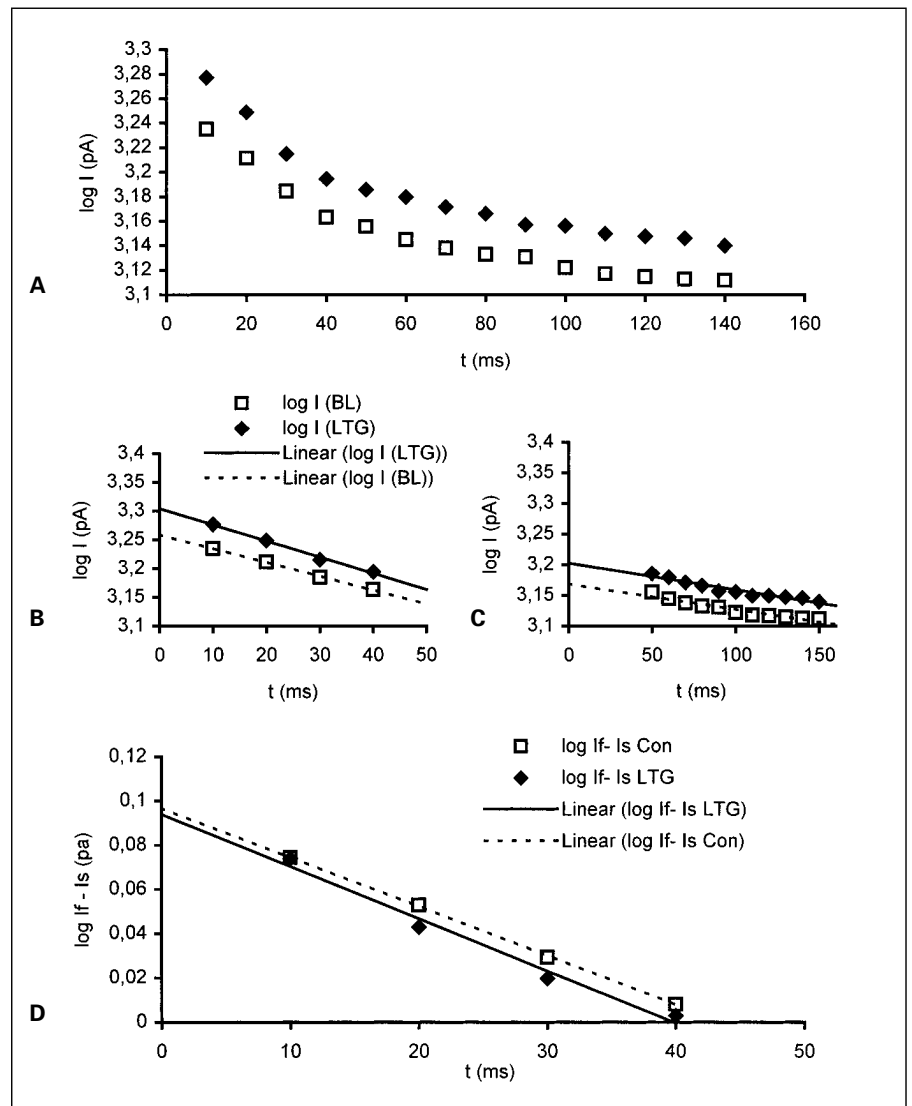 3,3
3,28
3,26
3,24
3,22
3,2
3,18
3,16
3,14
3,12
3,1
log I (pA)
0 20 40 60 80 100 120 140 160
t (ms)
A
log I (BL)
log I (LTG)
Linear (log I (LTG))
Linear (log I (BL))
3,4
3,35
3,3
3,25
3,2
3,15
3,1
log I (pA)
0 10 20 30 40 50
t (ms)
B
3,4
3,35
3,3
3,25
3,2
3,15
3,1
log I (pA)
0 50 100 150
t (ms)
C
log If- Is Con
log If- Is LTG
Linear (log If- Is LTG)
Linear (log If- Is Con)
0,12
0,1
0,08
0,06
0,04
0,02
0
log If - Is (pa)
0 10 20 30 40 50
t (ms)
D